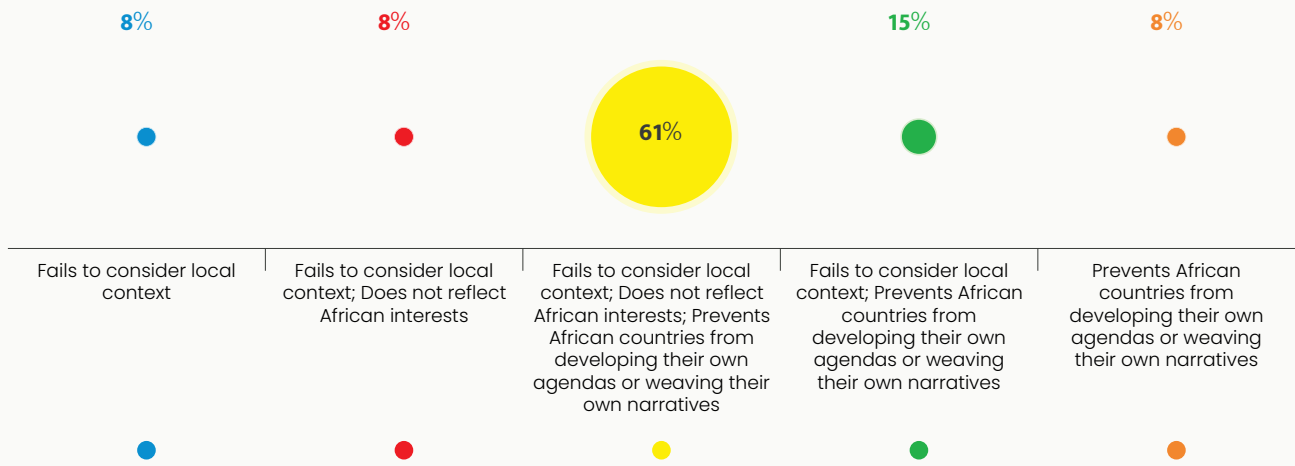 8%
8%
61%
15%
8%
Fails to consider local
context
Fails to consider local
context; Does not reflect
African interests
Fails to consider local
context; Does not reflect
African interests; Prevents
African countries from
developing their own
agendas or weaving their
own narratives
Fails to consider local
context; Prevents African
countries from
developing their own
agendas or weaving
their own narratives
Prevents African
countries from
developing their own
agendas or weaving
their own narratives